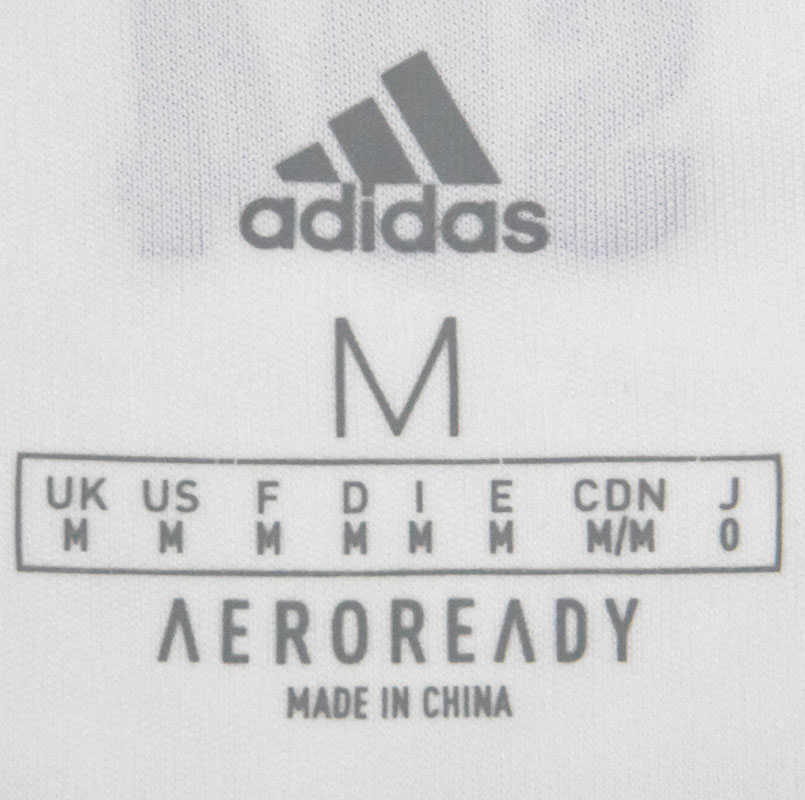 adidas
M
UK US F D I E CDN J
M M M M M M M/M O
AEROREADY
MADE IN CHINA